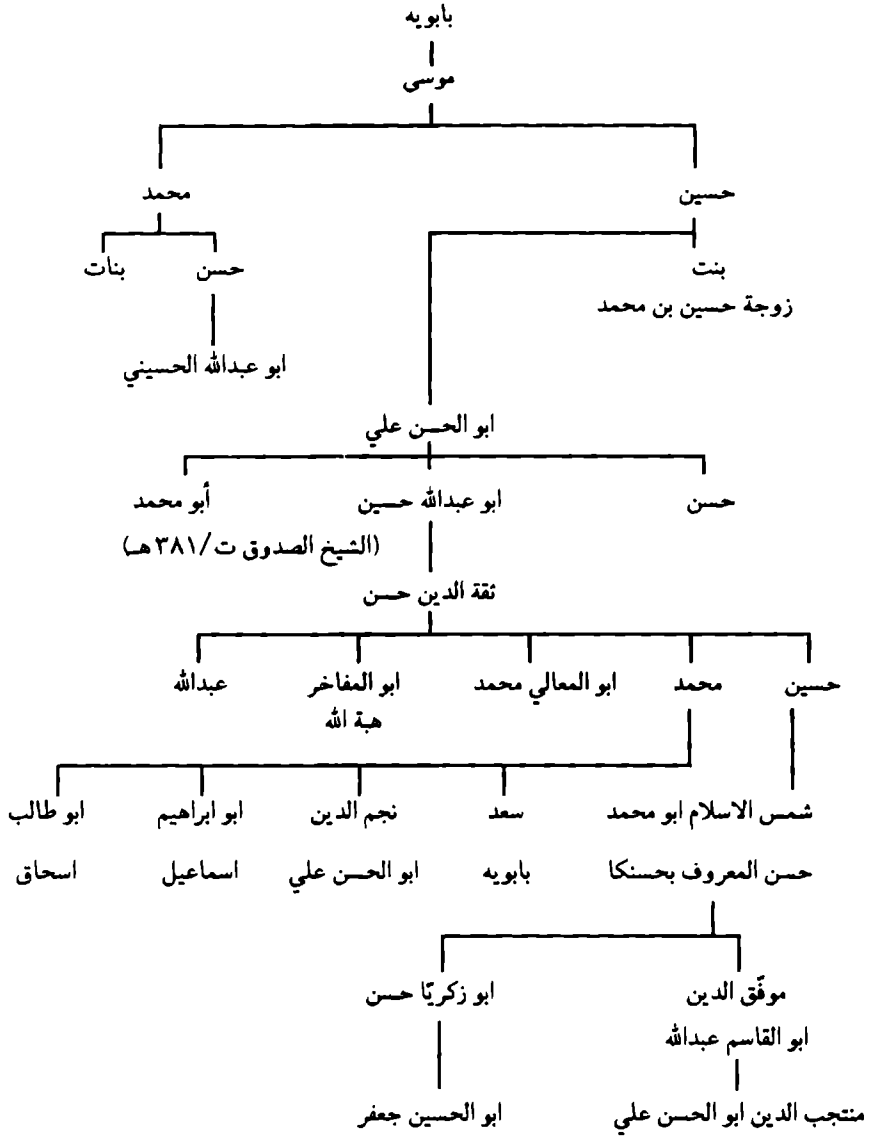 بابويه
موسى
حسين محمد
بنت حسن بنات
زوجة حسين بن محمد
ابو عبدالله الحسيني
ابو الحسن علي
حسن ابو عبدالله حسين أبو محمد
(الشيخ الصدوق ت/٣٨١هـ)
ثقة الدين حسن
حسين محمد ابو المعالي محمد ابو المفاخر عبدالله
هبة الله
شمس الاسلام ابو محمد سعد نجم الدين ابو ابراهيم ابو طالب
حسن المعروف بحسنكا بابويه ابو الحسن علي اسماعيل اسحاق
موفّق الدين ابو زكريّا حسن
ابو القاسم عبدالله
منتجب الدين ابو الحسن علي ابو الحسين جعفر